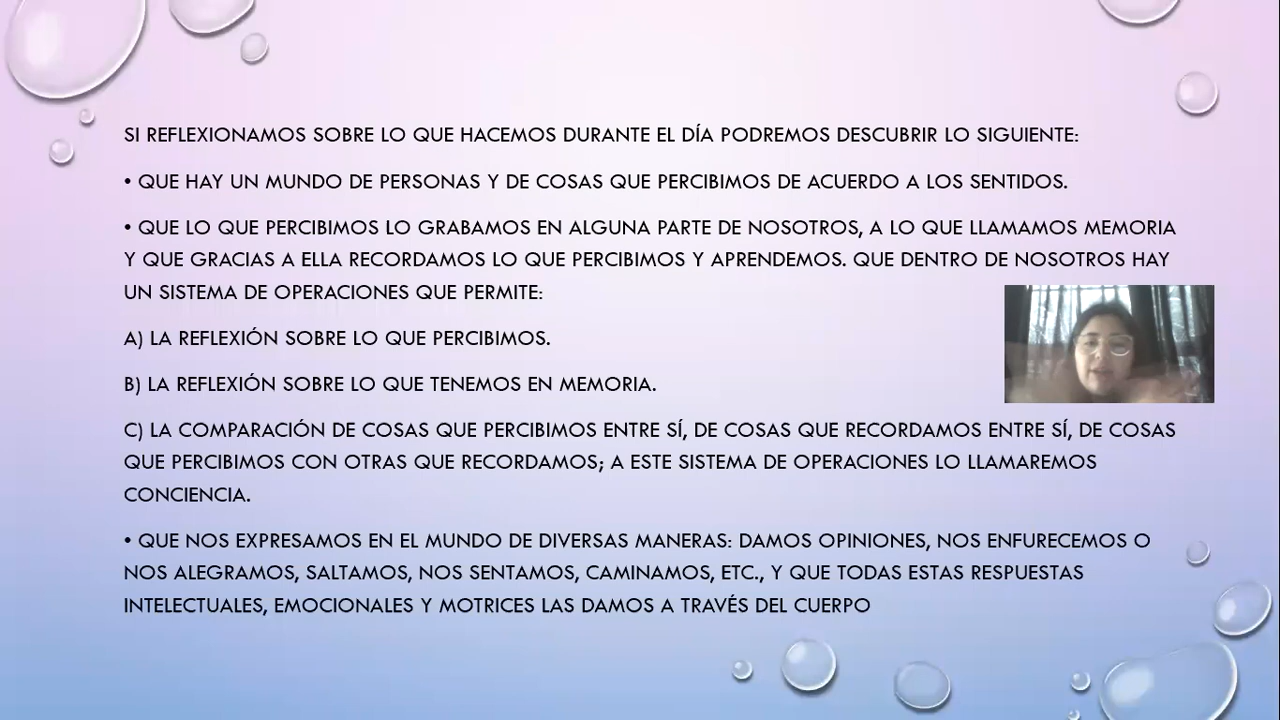 SI REFLEXIONAMOS SOBRE LO QUE HACEMOS DURANTE EL DÍA PODREMOS DESCUBRIR LO SIGUIENTE:
• QUE HAY UN MUNDO DE PERSONAS Y DE COSAS QUE PERCIBIMOS DE ACUERDO A LOS SENTIDOS.
• QUE LO QUE PERCIBIMOS LO GRABAMOS EN ALGUNA PARTE DE NOSOTROS, A LO QUE LLAMAMOS MEMORIA
Y QUE GRACIAS A ELLA RECORDAMOS LO QUE PERCIBIMOS Y APRENDEMOS. QUE DENTRO DE NOSOTROS HAY
UN SISTEMA DE OPERACIONES QUE PERMITE:
A) LA REFLEXIÓN SOBRE LO QUE PERCIBIMOS.
B) LA REFLEXIÓN SOBRE LO QUE TENEMOS EN MEMORIA.
C) LA COMPARACIÓN DE COSAS QUE PERCIBIMOS ENTRE SÍ, DE COSAS QUE RECORDAMOS ENTRE SÍ, DE COSAS
QUE PERCIBIMOS CON OTRAS QUE RECORDAMOS; A ESTE SISTEMA DE OPERACIONES LO LLAMAREMOS
CONCIENCIA.
• QUE NOS EXPRESAMOS EN EL MUNDO DE DIVERSAS MANERAS: DAMOS OPINIONES, NOS ENFURECEMOS O
NOS ALEGRAMOS, SALTAMOS, NOS SENTAMOS, CAMINAMOS, ETC., Y QUE TODAS ESTAS RESPUESTAS
INTELECTUALES, EMOCIONALES Y MOTRICES LAS DAMOS A TRAVÉS DEL CUERPO